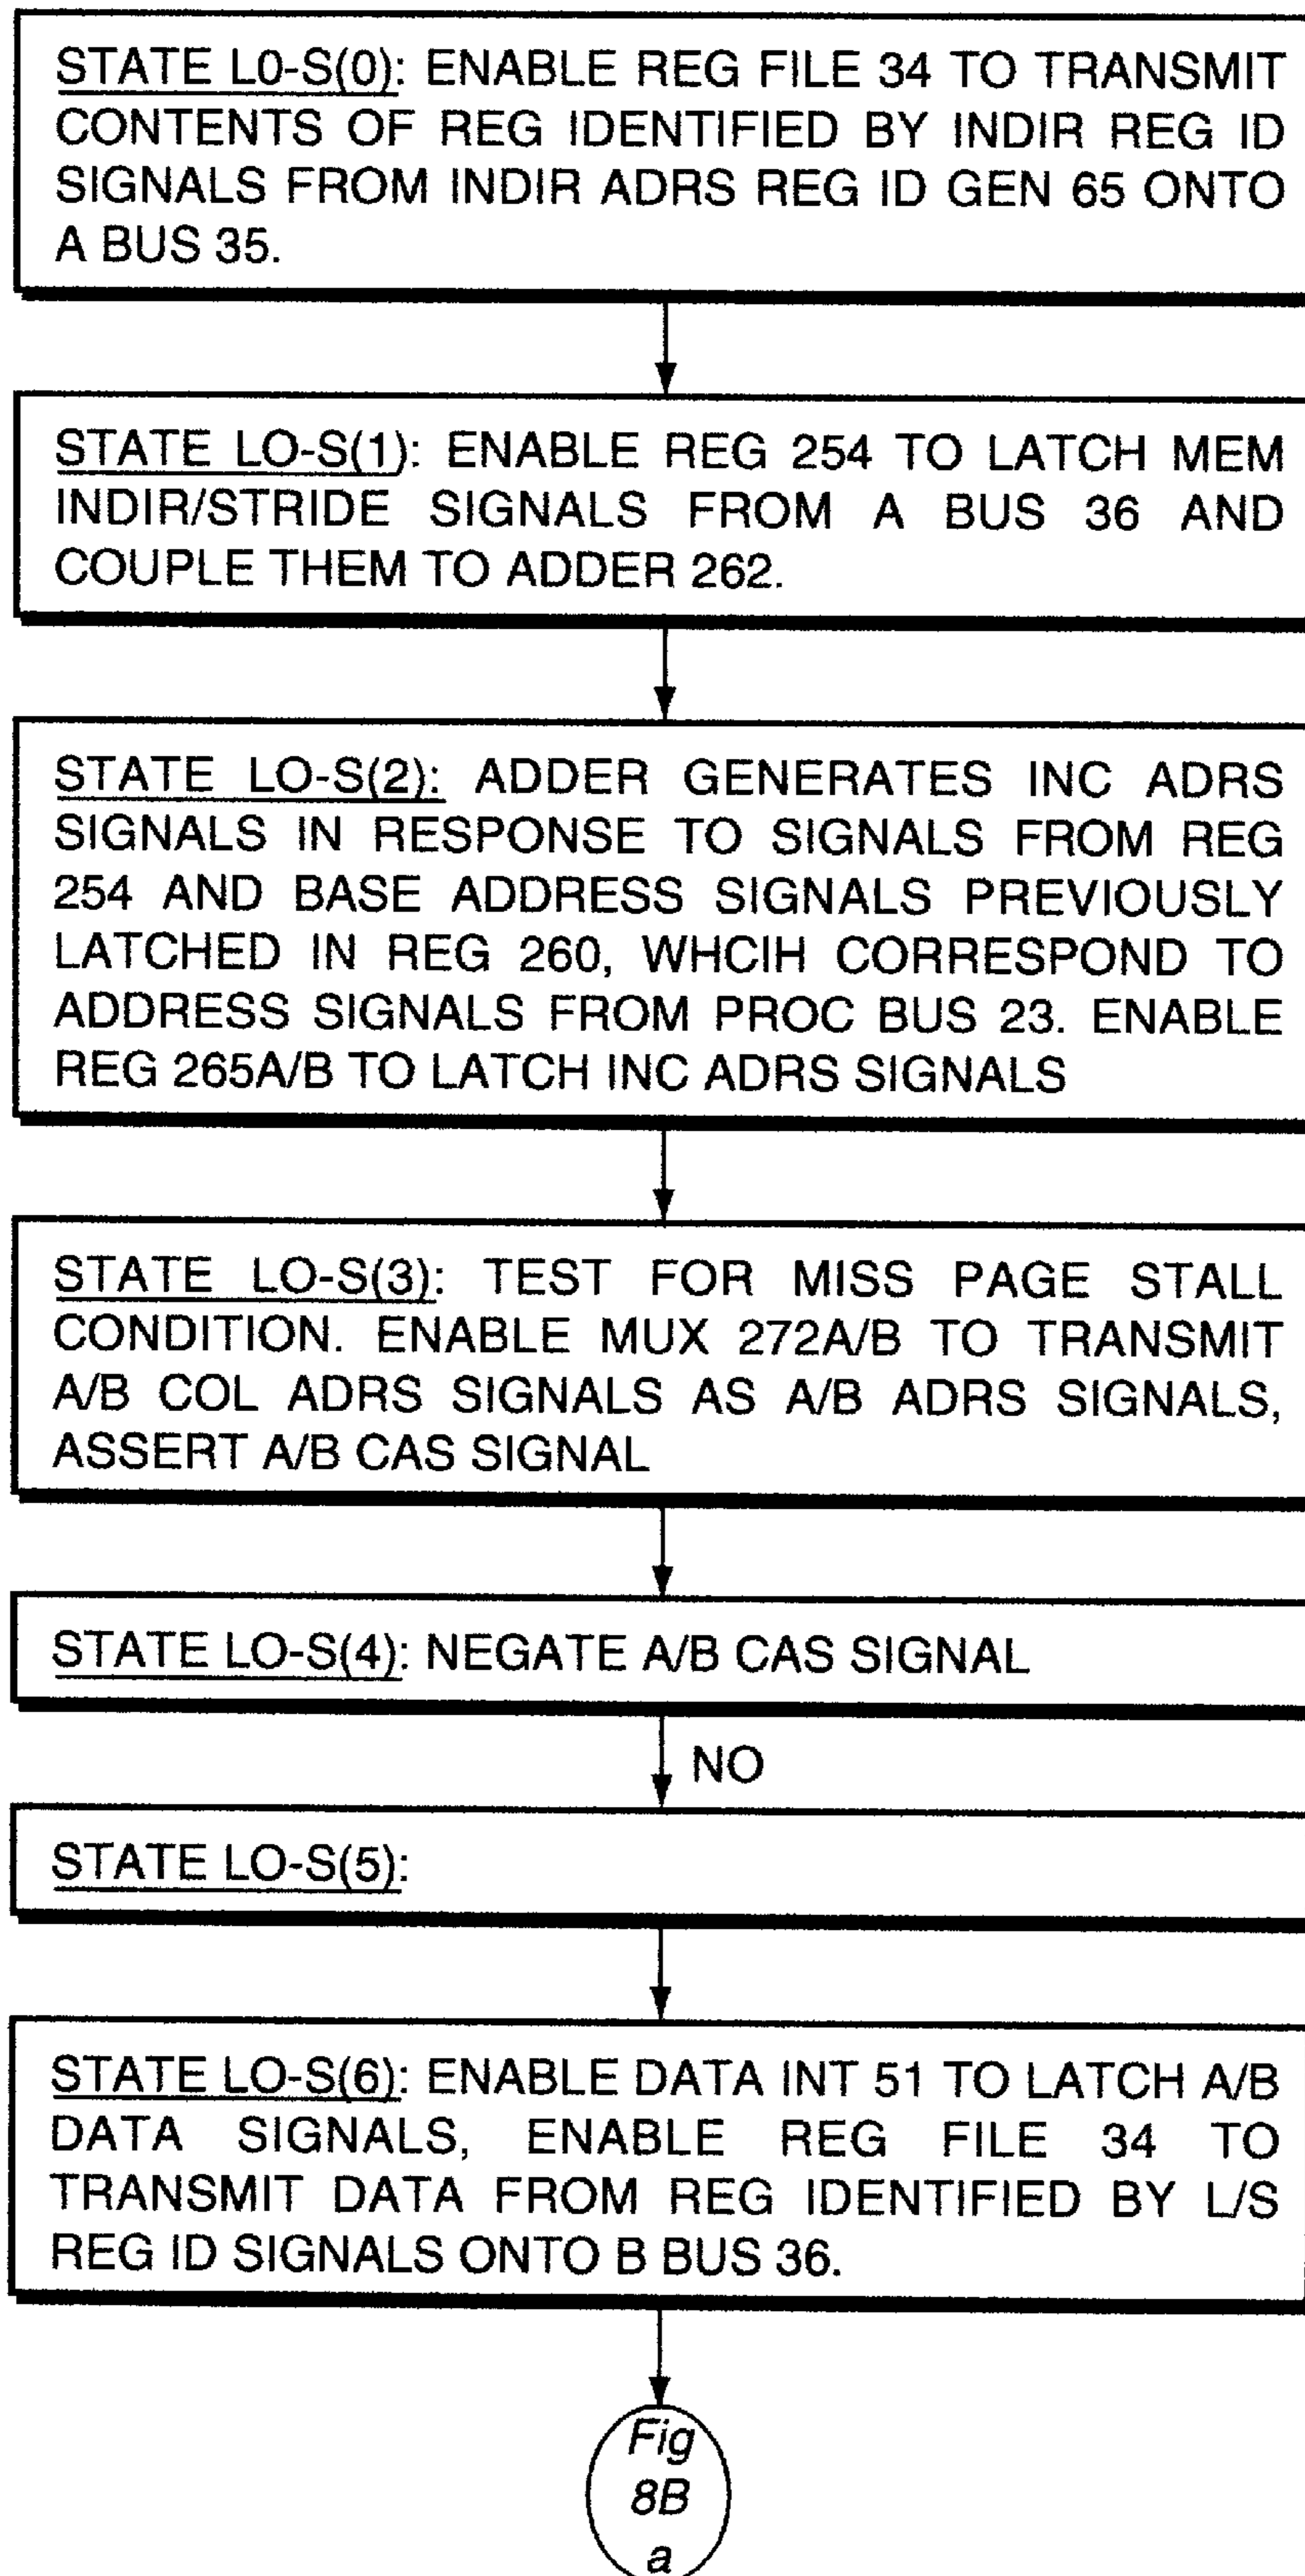 STATE L0-S(0): ENABLE REG FILE 34 TO TRANSMIT
CONTENTS OF REG IDENTIFIED BY INDIR REG ID
SIGNALS FROM INDIR ADRS REG ID GEN 65 ONTO
A BUS 35.
STATE LO-S(1): ENABLE REG 254 TO LATCH MEM
INDIR/STRIDE SIGNALS FROM A BUS 36 AND
COUPLE THEM TO ADDER 262.
STATE LO-S(2): ADDER GENERATES INC ADRS
SIGNALS IN RESPONSE TO SIGNALS FROM REG
254 AND BASE ADDRESS SIGNALS PREVIOUSLY
LATCHED IN REG 260, WHCIH CORRESPOND TO
ADDRESS SIGNALS FROM PROC BUS 23. ENABLE
REG 265A/B TO LATCH INC ADRS SIGNALS
STATE LO-S(3): TEST FOR MISS PAGE STALL
CONDITION. ENABLE MUX 272A/B TO TRANSMIT
A/B COL ADRS SIGNALS AS A/B ADRS SIGNALS,
ASSERT A/B CAS SIGNAL
STATE LO-S(4): NEGATE A/B CAS SIGNAL
NO
STATE LO-S(5):
STATE LO-S(6): ENABLE DATA INT 51 TO LATCH A/B
DATA SIGNALS, ENABLE REG FILE 34 TO
TRANSMIT DATA FROM REG IDENTIFIED BY L/S
REG ID SIGNALS ONTO B BUS 36.
Fig
8B
a